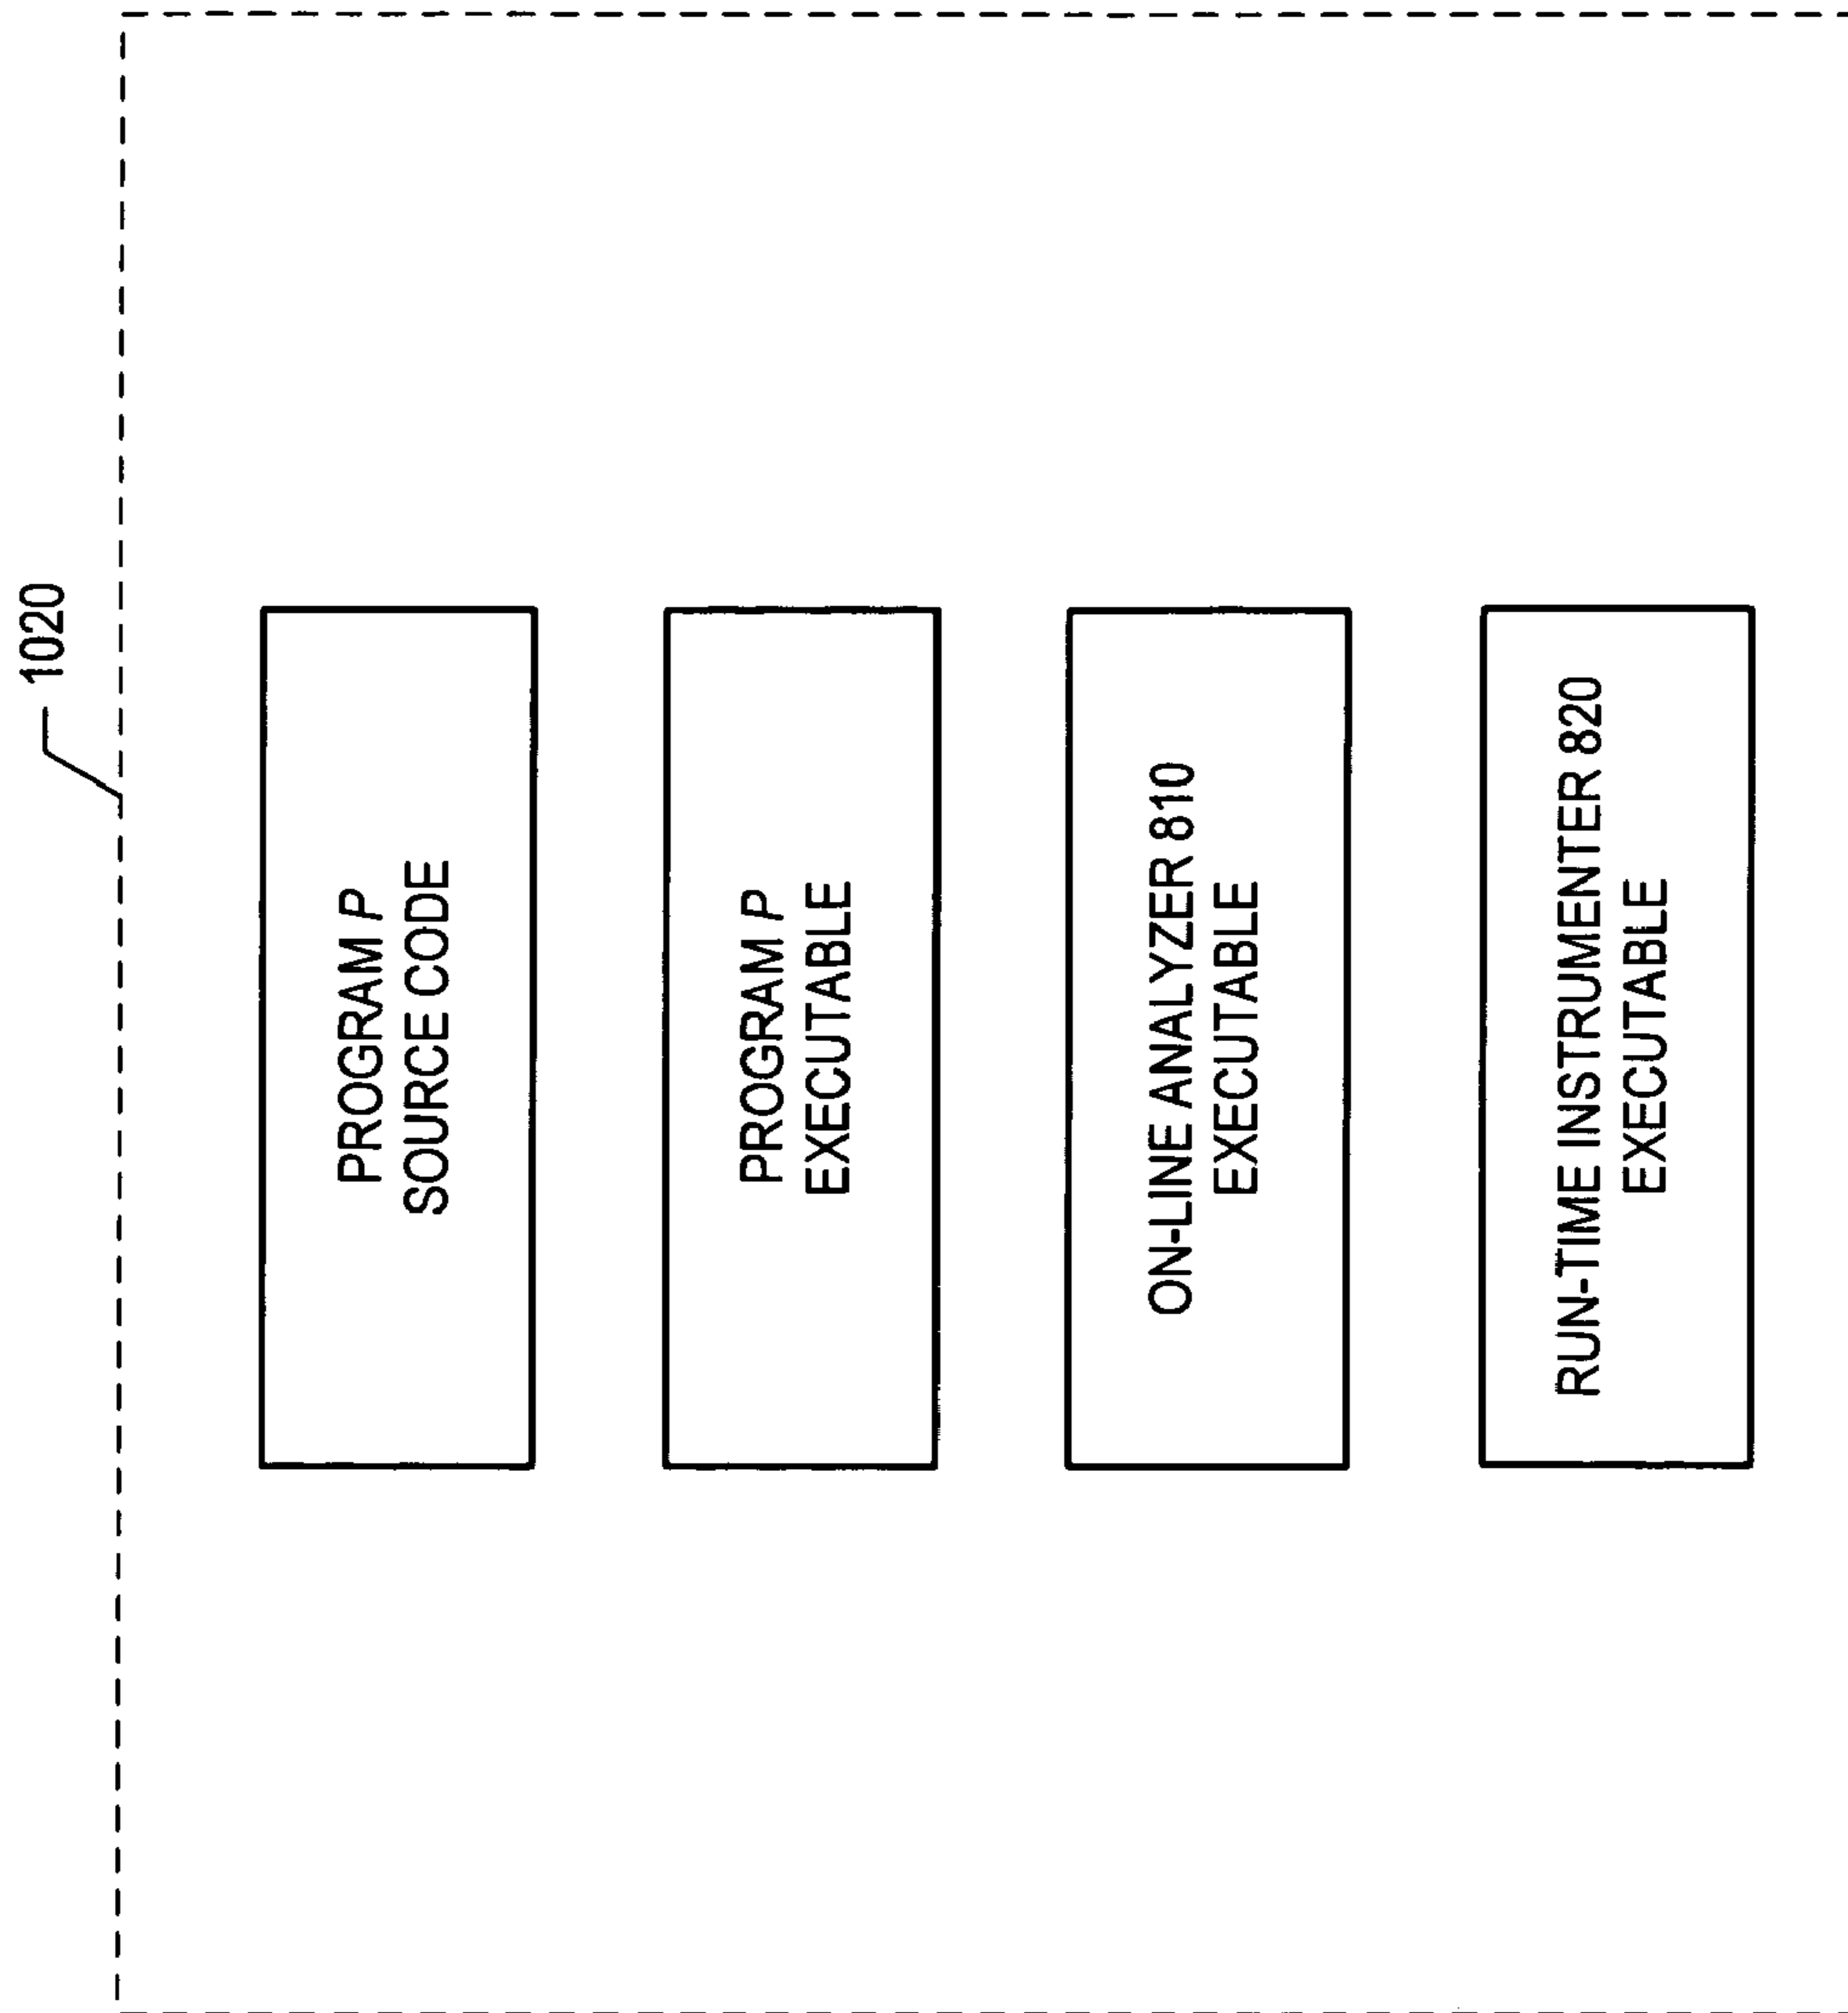 1020
PROGRAM P
SOURCE CODE
PROGRAM P
EXECUTABLE
ON-LINE ANALYZER 810
EXECUTABLE
RUN-TIME INSTRUMENTER 820
EXECUTABLE